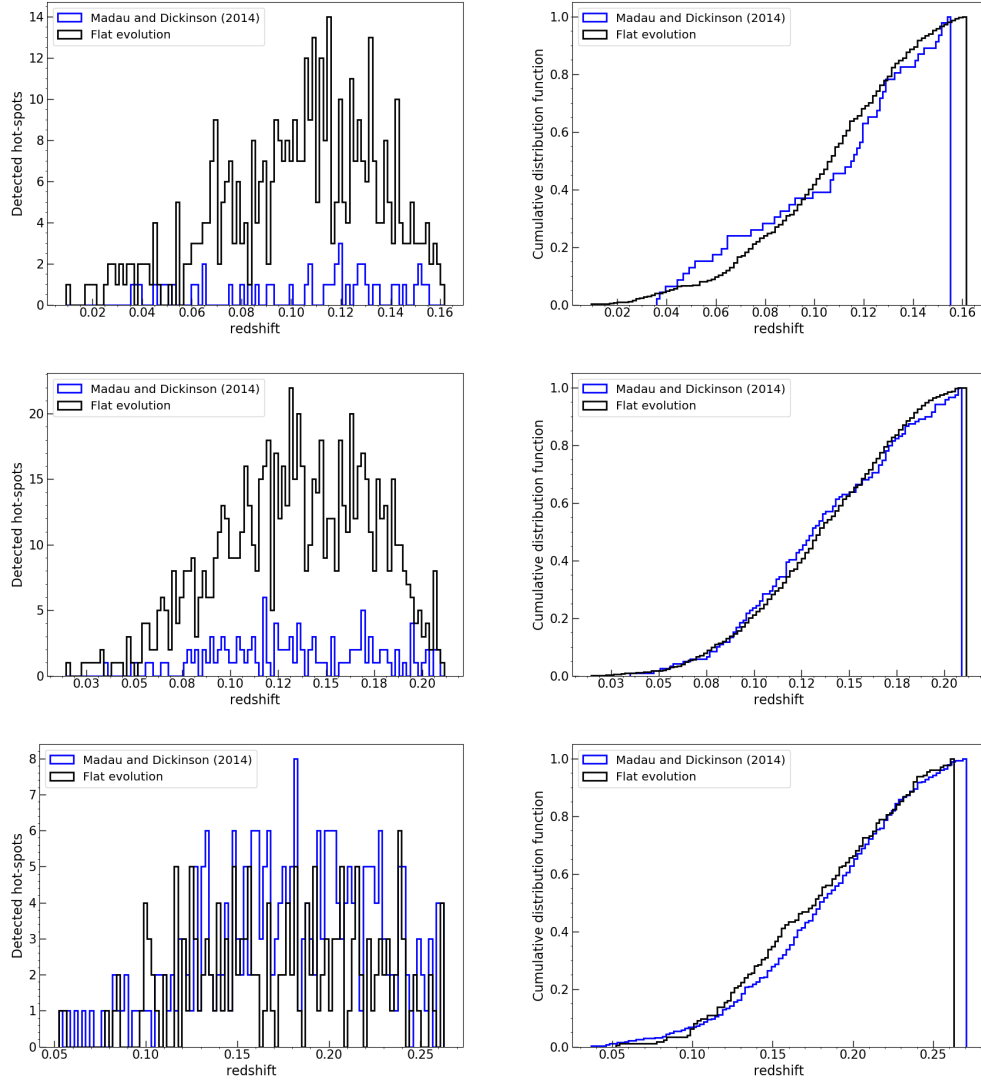 Madau and Dickinson (2014)
Flat evolution
Detected hot-spots
14
12
10
8
6
4
2
0
0.02 0.04 0.06 0.08 0.10 0.12 0.14 0.16
redshift
Madau and Dickinson (2014)
Flat evolution
Cumulative distribution function
1.0
0.8
0.6
0.4
0.2
0.0
0.02 0.04 0.06 0.08 0.10 0.12 0.14 0.16
redshift
Madau and Dickinson (2014)
Flat evolution
Detected hot-spots
20
15
10
5
0
0.03 0.05 0.08 0.10 0.12 0.15 0.18 0.20
redshift
Madau and Dickinson (2014)
Flat evolution
Cumulative distribution function
1.0
0.8
0.6
0.4
0.2
0.0
0.03 0.05 0.08 0.10 0.12 0.15 0.18 0.20
redshift
Madau and Dickinson (2014)
Flat evolution
Detected hot-spots
8
7
6
5
4
3
2
1
0
0.05 0.10 0.15 0.20 0.25
redshift
Madau and Dickinson (2014)
Flat evolution
Cumulative distribution function
1.0
0.8
0.6
0.4
0.2
0.0
0.05 0.10 0.15 0.20 0.25
redshift